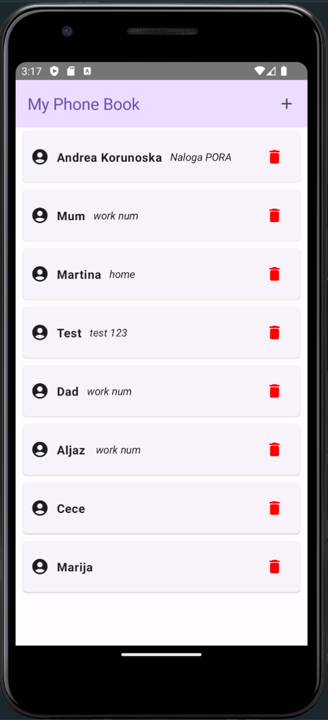 3:17
My Phone Book +
Andrea Korunoska Naloga PORA
Mum work num
Martina home
Test test 123
Dad work num
Aljaz work num
Cece
Marija